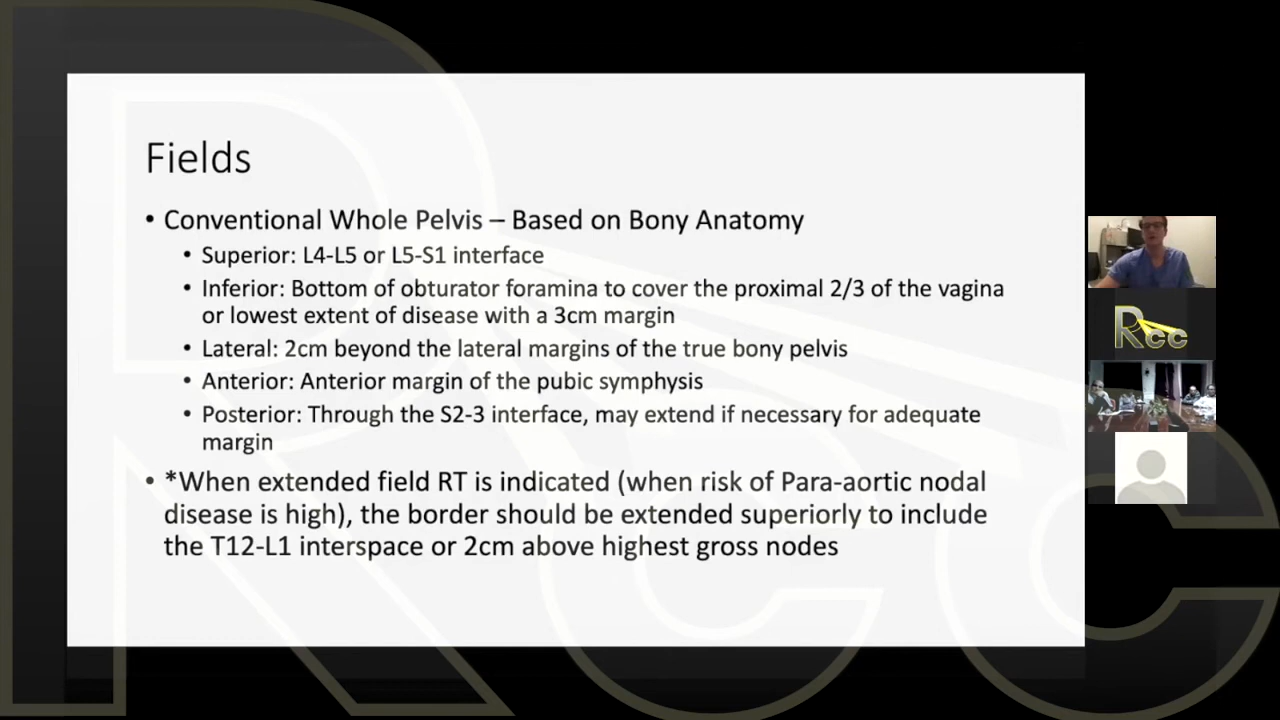 Fields
• Conventional Whole Pelvis – Based on Bony Anatomy
• Superior: L4-L5 or L5-S1 interface
• Inferior: Bottom of obturator foramina to cover the proximal 2/3 of the vagina
or lowest extent of disease with a 3cm margin
• Lateral: 2cm beyond the lateral margins of the true bony pelvis
• Anterior: Anterior margin of the pubic symphysis
• Posterior: Through the S2-3 interface, may extend if necessary for adequate
margin
• *When extended field RT is indicated (when risk of Para-aortic nodal
disease is high), the border should be extended superiorly to include
the T12-L1 interspace or 2cm above highest gross nodes
Rcc